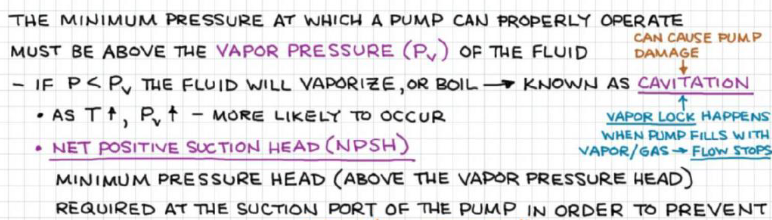 THE MINIMUM PRESSURE AT WHICH A PUMP CAN PROPERLY OPERATE
MUST BE ABOVE THE VAPOR PRESSURE (Pv) OF THE FLUID
CAN CAUSE PUMP
DAMAGE
- IF P < Pv THE FLUID WILL VAPORIZE, OR BOIL → KNOWN AS CAVITATION
• AS T↑, Pv↑ - MORE LIKELY TO OCCUR
VAPOR LOCK HAPPENS
WHEN PUMP FILLS WITH
VAPOR/GAS → FLOW STOPS
• NET POSITIVE SUCTION HEAD (NPSH)
MINIMUM PRESSURE HEAD (ABOVE THE VAPOR PRESSURE HEAD)
REQUIRED AT THE SUCTION PORT OF THE PUMP IN ORDER TO PREVENT